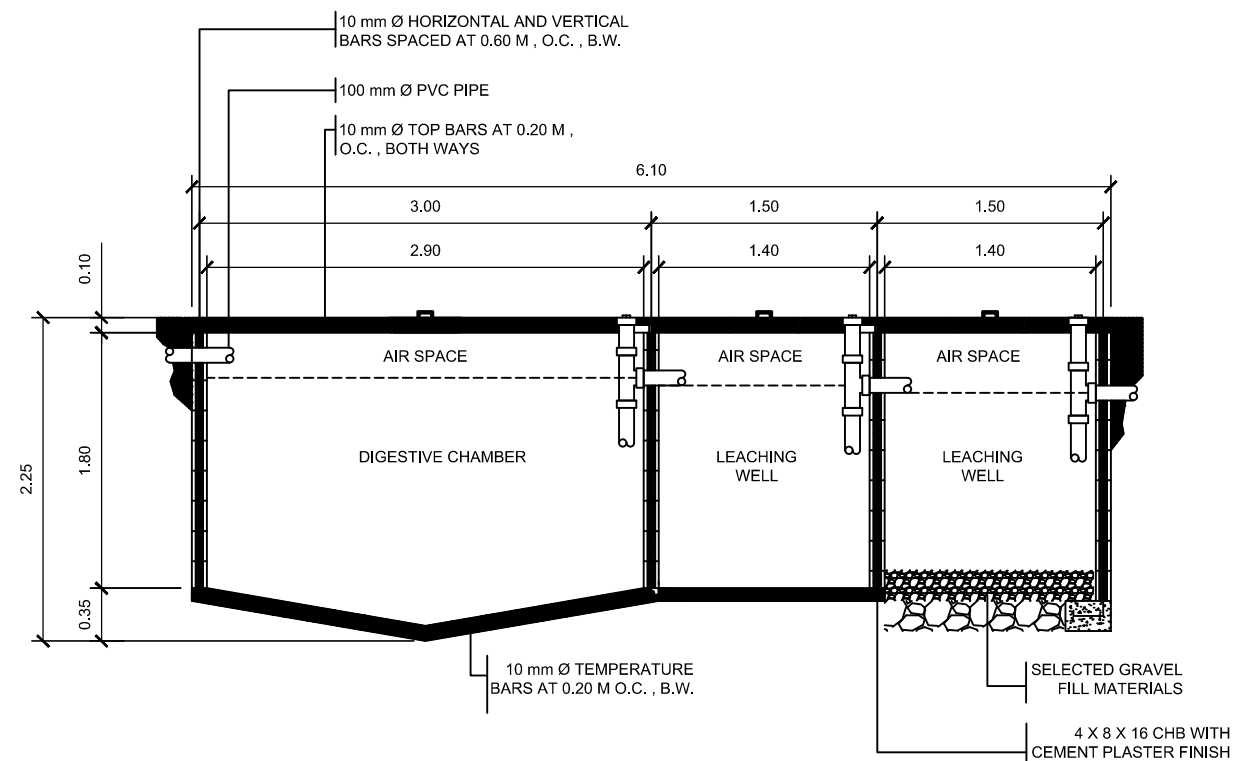 10 mm Ø HORIZONTAL AND VERTICAL
BARS SPACED AT 0.60 M , O.C. , B.W.
100 mm Ø PVC PIPE
10 mm Ø TOP BARS AT 0.20 M ,
O.C. , BOTH WAYS
6.10
3.00
1.50
1.50
2.90
1.40
1.40
0.10
AIR SPACE
AIR SPACE
AIR SPACE
2.25
1.80
DIGESTIVE CHAMBER
LEACHING
WELL
LEACHING
WELL
0.35
10 mm Ø TEMPERATURE
BARS AT 0.20 M O.C. , B.W.
SELECTED GRAVEL
FILL MATERIALS
4 X 8 X 16 CHB WITH
CEMENT PLASTER FINISH